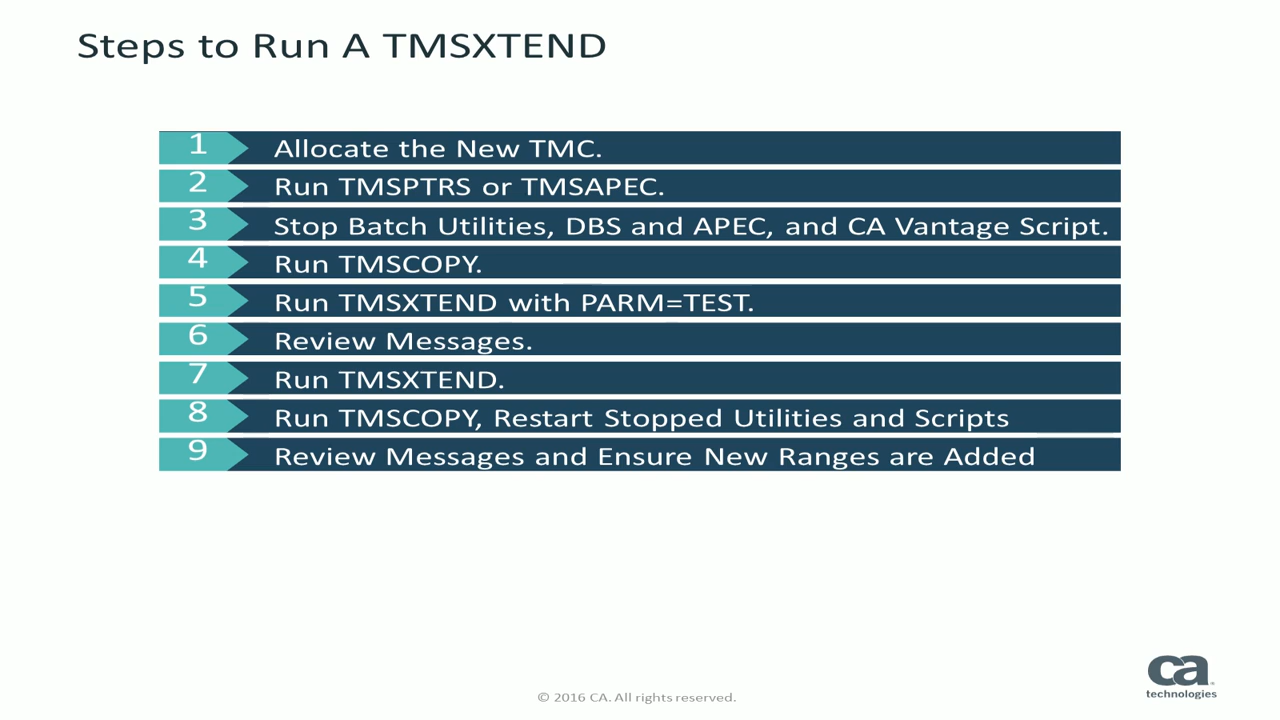 Steps to Run A TMSXTEND
1 Allocate the New TMC.
2 Run TMSPTRS or TMSAPEC.
3 Stop Batch Utilities, DBS and APEC, and CA Vantage Script.
4 Run TMSCOPY.
5 Run TMSXTEND with PARM=TEST.
6 Review Messages.
7 Run TMSXTEND.
8 Run TMSCOPY, Restart Stopped Utilities and Scripts
9 Review Messages and Ensure New Ranges are Added
© 2016 CA. All rights reserved.
ca
technologies